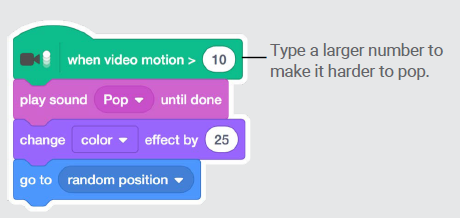 when video motion > 10
Type a larger number to
make it harder to pop.
play sound Pop until done
change color effect by 25
go to random position